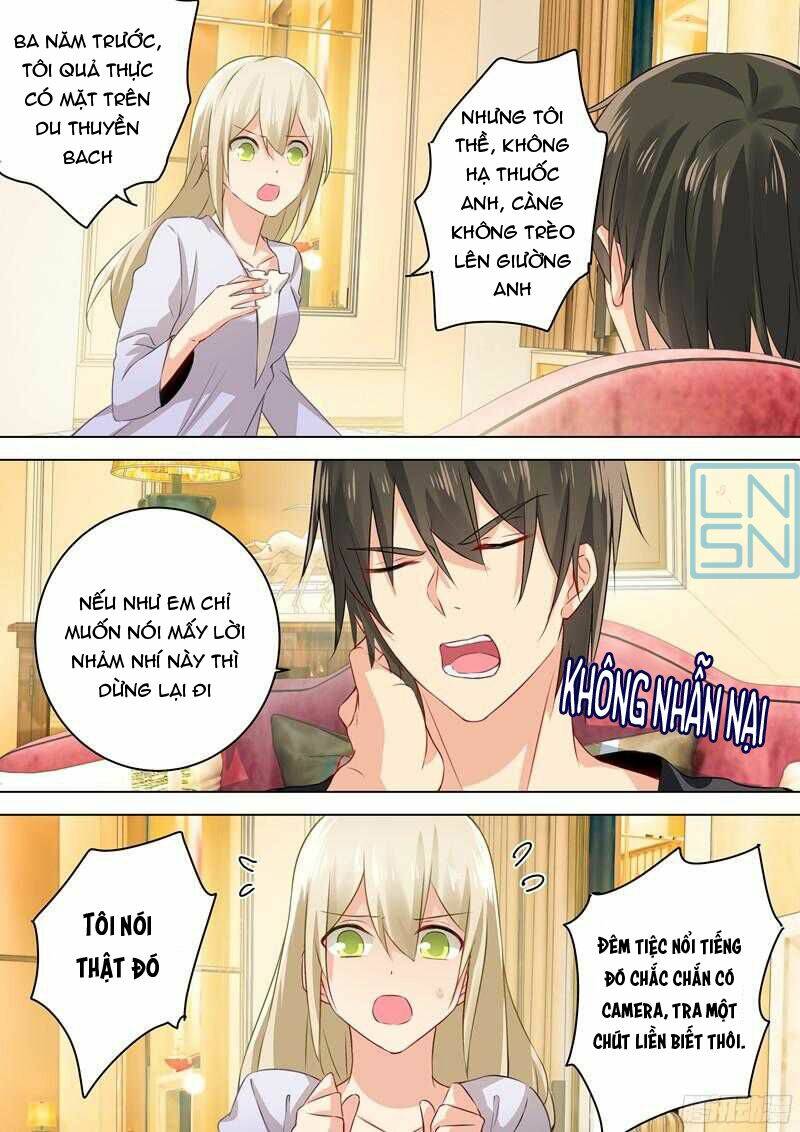 BA NĂM TRƯỚC,
TÔI QUẢ THỰC
CÓ MẶT TRÊN
DU THUYỀN
BẠCH
NHƯNG TÔI
THỀ, KHÔNG
HẠ THUỐC
ANH, CÀNG
KHÔNG TRÈO
LÊN GIƯỜNG
ANH
LN
SN
NẾU NHƯ EM CHỈ
MUỐN NÓI MẤY LỜI
NHẢM NHÍ NÀY THÌ
DỪNG LẠI ĐI
KHÔNG NHẪN NẠI
TÔI NÓI
THẬT ĐÓ
ĐÊM TIỆC NỔI TIẾNG
ĐÓ CHẮC CHẮN CÓ
CAMERA, TRA MỘT
CHÚT LIỀN BIẾT THÔI.